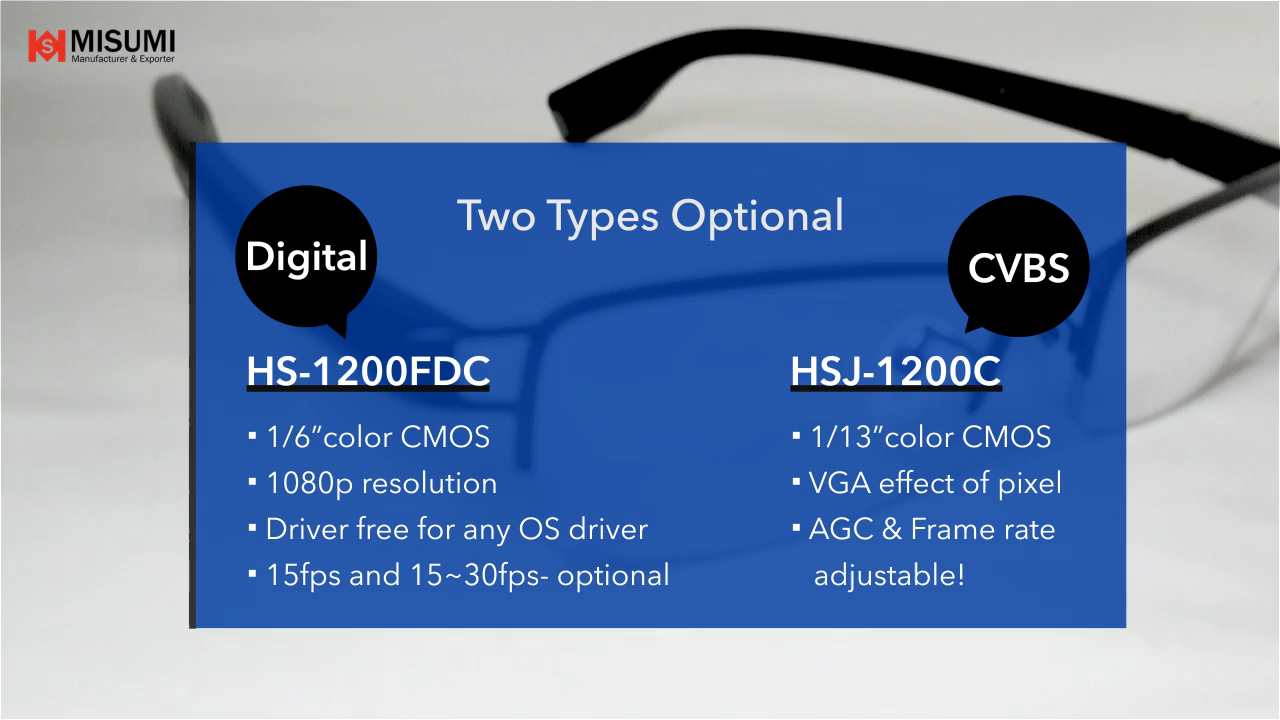 MISUMI
Manufacturer & Exporter
Two Types Optional
Digital
CVBS
HS-1200FDC
▪ 1/6”color CMOS
▪ 1080p resolution
▪ Driver free for any OS driver
▪ 15fps and 15~30fps- optional
HSJ-1200C
▪ 1/13”color CMOS
▪ VGA effect of pixel
▪ AGC & Frame rate
adjustable!